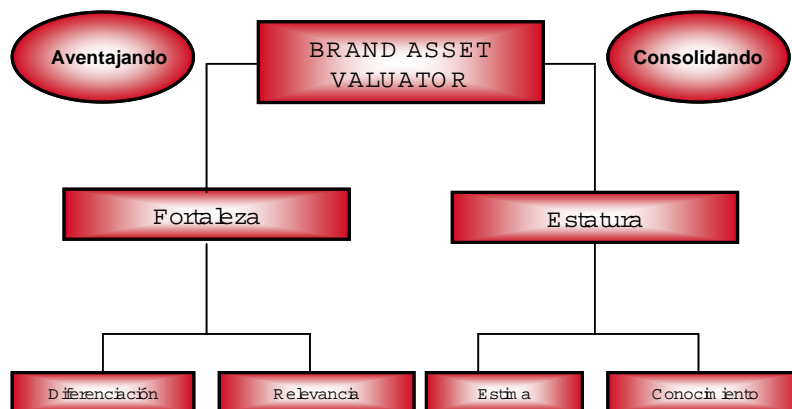 Aventajando
BRAND ASSET
VALUATOR
Consolidando
Fortaleza
Estatura
Diferenciación
Relevancia
Estima
Conocimiento